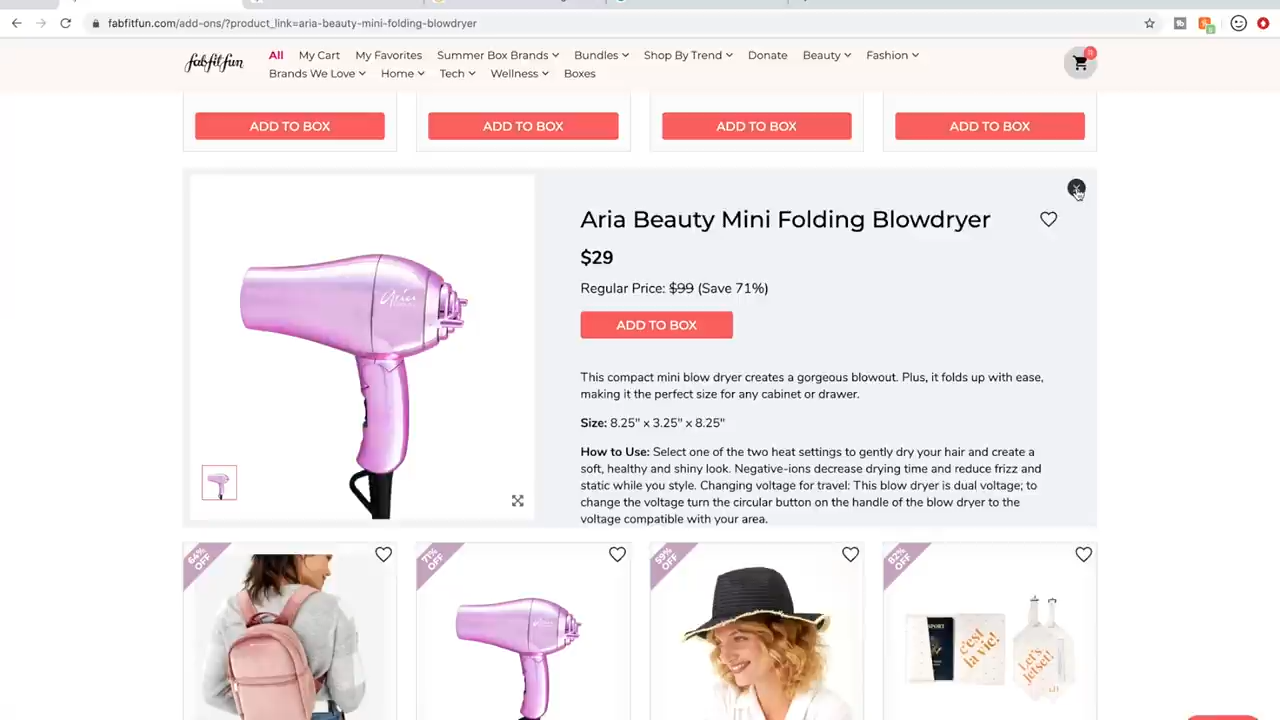 fabfitfun.com/add-ons/?product_link=aria-beauty-mini-folding-blowdryer
fabfitfun
All My Cart My Favorites Summer Box Brands Bundles Shop By Trend Donate Beauty Fashion
Brands We Love Home Tech Wellness Boxes
ADD TO BOX ADD TO BOX ADD TO BOX ADD TO BOX
Aria Beauty Mini Folding Blowdryer
$29
Regular Price: $99 (Save 71%)
ADD TO BOX
This compact mini blow dryer creates a gorgeous blowout. Plus, it folds up with ease,
making it the perfect size for any cabinet or drawer.
Size: 8.25" x 3.25" x 8.25"
How to Use: Select one of the two heat settings to gently dry your hair and create a
soft, healthy and shiny look. Negative-ions decrease drying time and reduce frizz and
static while you style. Changing voltage for travel: This blow dryer is dual voltage; to
change the voltage turn the circular button on the handle of the blow dryer to the
voltage compatible with your area.
aria
64% OFF
71% OFF
59% OFF
82% OFF
c'est
la vie!
Let's
Jetset!